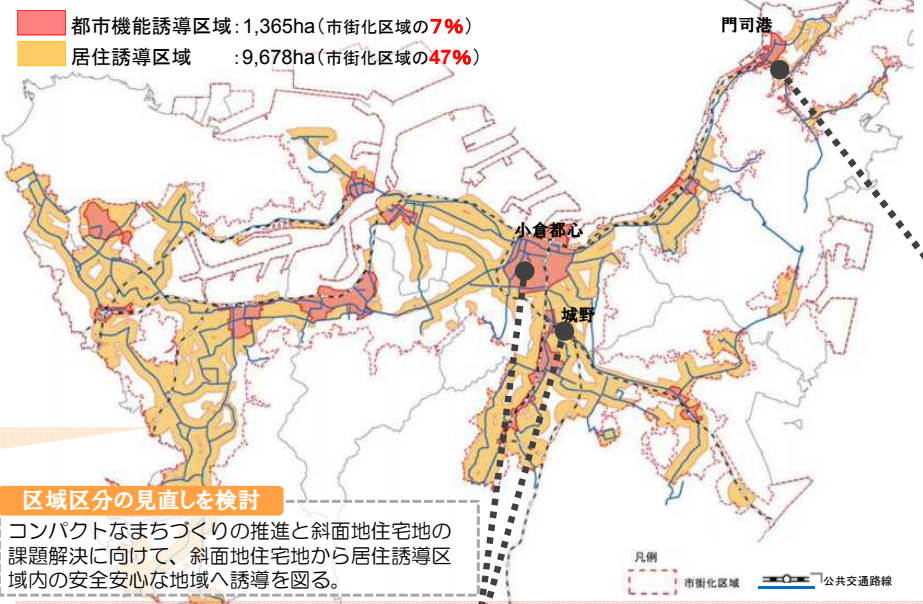 都市機能誘導区域:1,365ha(市街化区域の7%)
居住誘導区域 :9,678ha(市街化区域の47%)
門司港
小倉都心
城野
区域区分の見直しを検討
コンパクトなまちづくりの推進と斜面地住宅地の
課題解決に向けて、斜面地住宅地から居住誘導区
域内の安全安心な地域へ誘導を図る。
凡例
市街化区域 公共交通路線